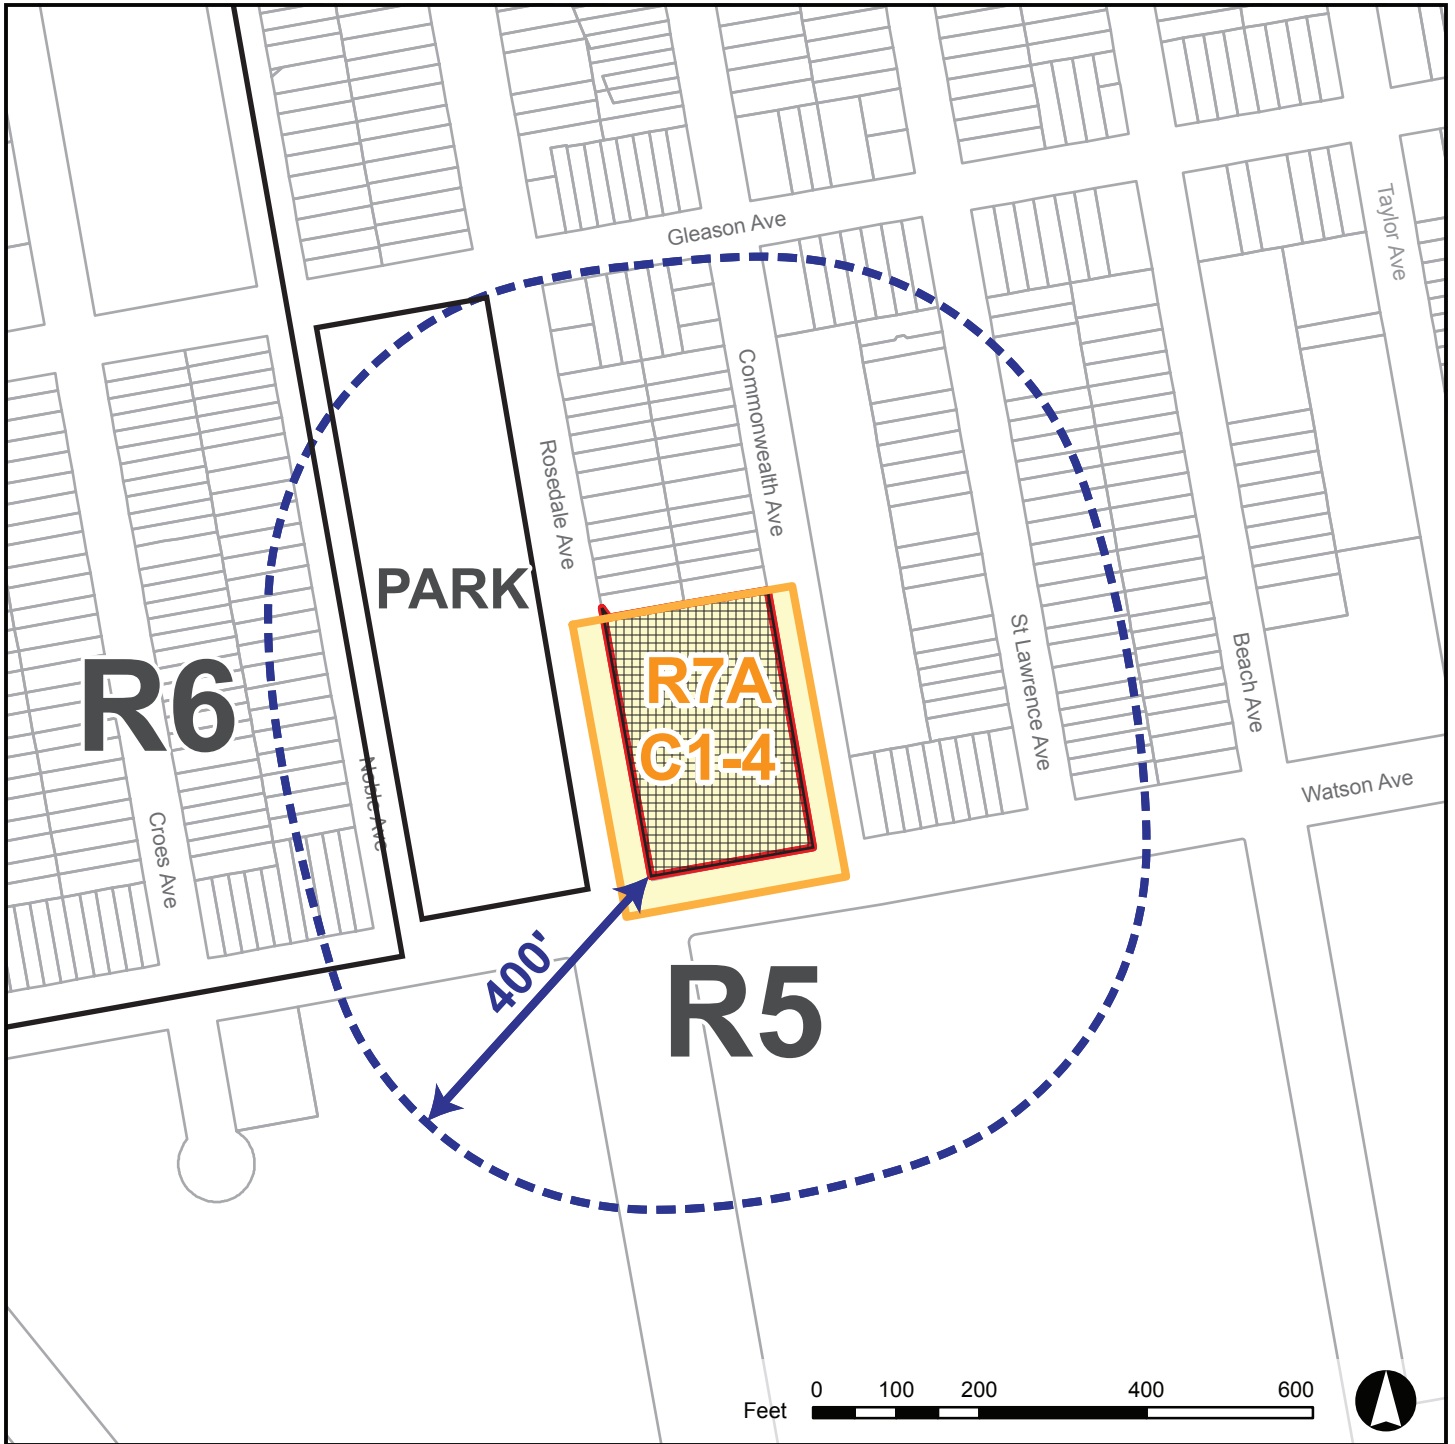 Gleason Ave
Taylor Ave
Commonwealth Ave
Rosedale Ave
PARK
R6
R7A
C1-4
St Lawrence Ave
Beach Ave
Noble Ave
Croes Ave
Watson Ave
400'
R5
0 100 200 400 600
Feet